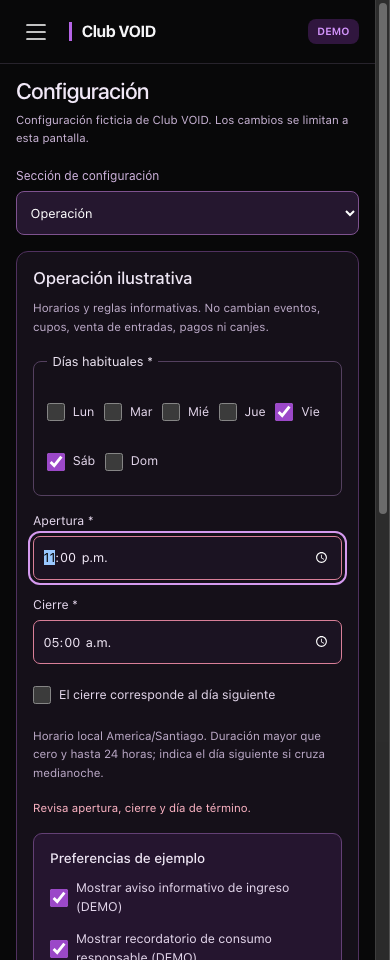 Club VOID
DEMO
Configuración
Configuración ficticia de Club VOID. Los cambios se limitan a
esta pantalla.
Sección de configuración
Operación
Operación ilustrativa
Horarios y reglas informativas. No cambian eventos,
cupos, venta de entradas, pagos ni canjes.
Días habituales *
Lun Mar Mié Jue Vie
Sáb Dom
Apertura *
11:00 p.m.
Cierre *
05:00 a.m.
El cierre corresponde al día siguiente
Horario local America/Santiago. Duración mayor que
cero y hasta 24 horas; indica el día siguiente si cruza
medianoche.
Revisa apertura, cierre y día de término.
Preferencias de ejemplo
Mostrar aviso informativo de ingreso
(DEMO)
Mostrar recordatorio de consumo
responsable (DEMO)